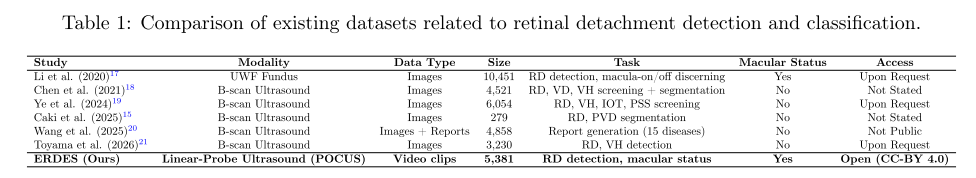 Table 1: Comparison of existing datasets related to retinal detachment detection and classification.
Study Modality Data Type Size Task Macular Status Access
Li et al. (2020)17 UWF Fundus Images 10,451 RD detection, macula-on/off discerning Yes Upon Request
Chen et al. (2021)18 B-scan Ultrasound Images 4,521 RD, VD, VH screening + segmentation No Not Stated
Ye et al. (2024)19 B-scan Ultrasound Images 6,054 RD, VH, IOT, PSS screening No Upon Request
Caki et al. (2025)15 B-scan Ultrasound Images 279 RD, PVD segmentation No Not Stated
Wang et al. (2025)20 B-scan Ultrasound Images + Reports 4,858 Report generation (15 diseases) No Not Public
Toyama et al. (2026)21 B-scan Ultrasound Images 3,230 RD, VH detection No Upon Request
ERDES (Ours) Linear-Probe Ultrasound (POCUS) Video clips 5,381 RD detection, macular status Yes Open (CC-BY 4.0)